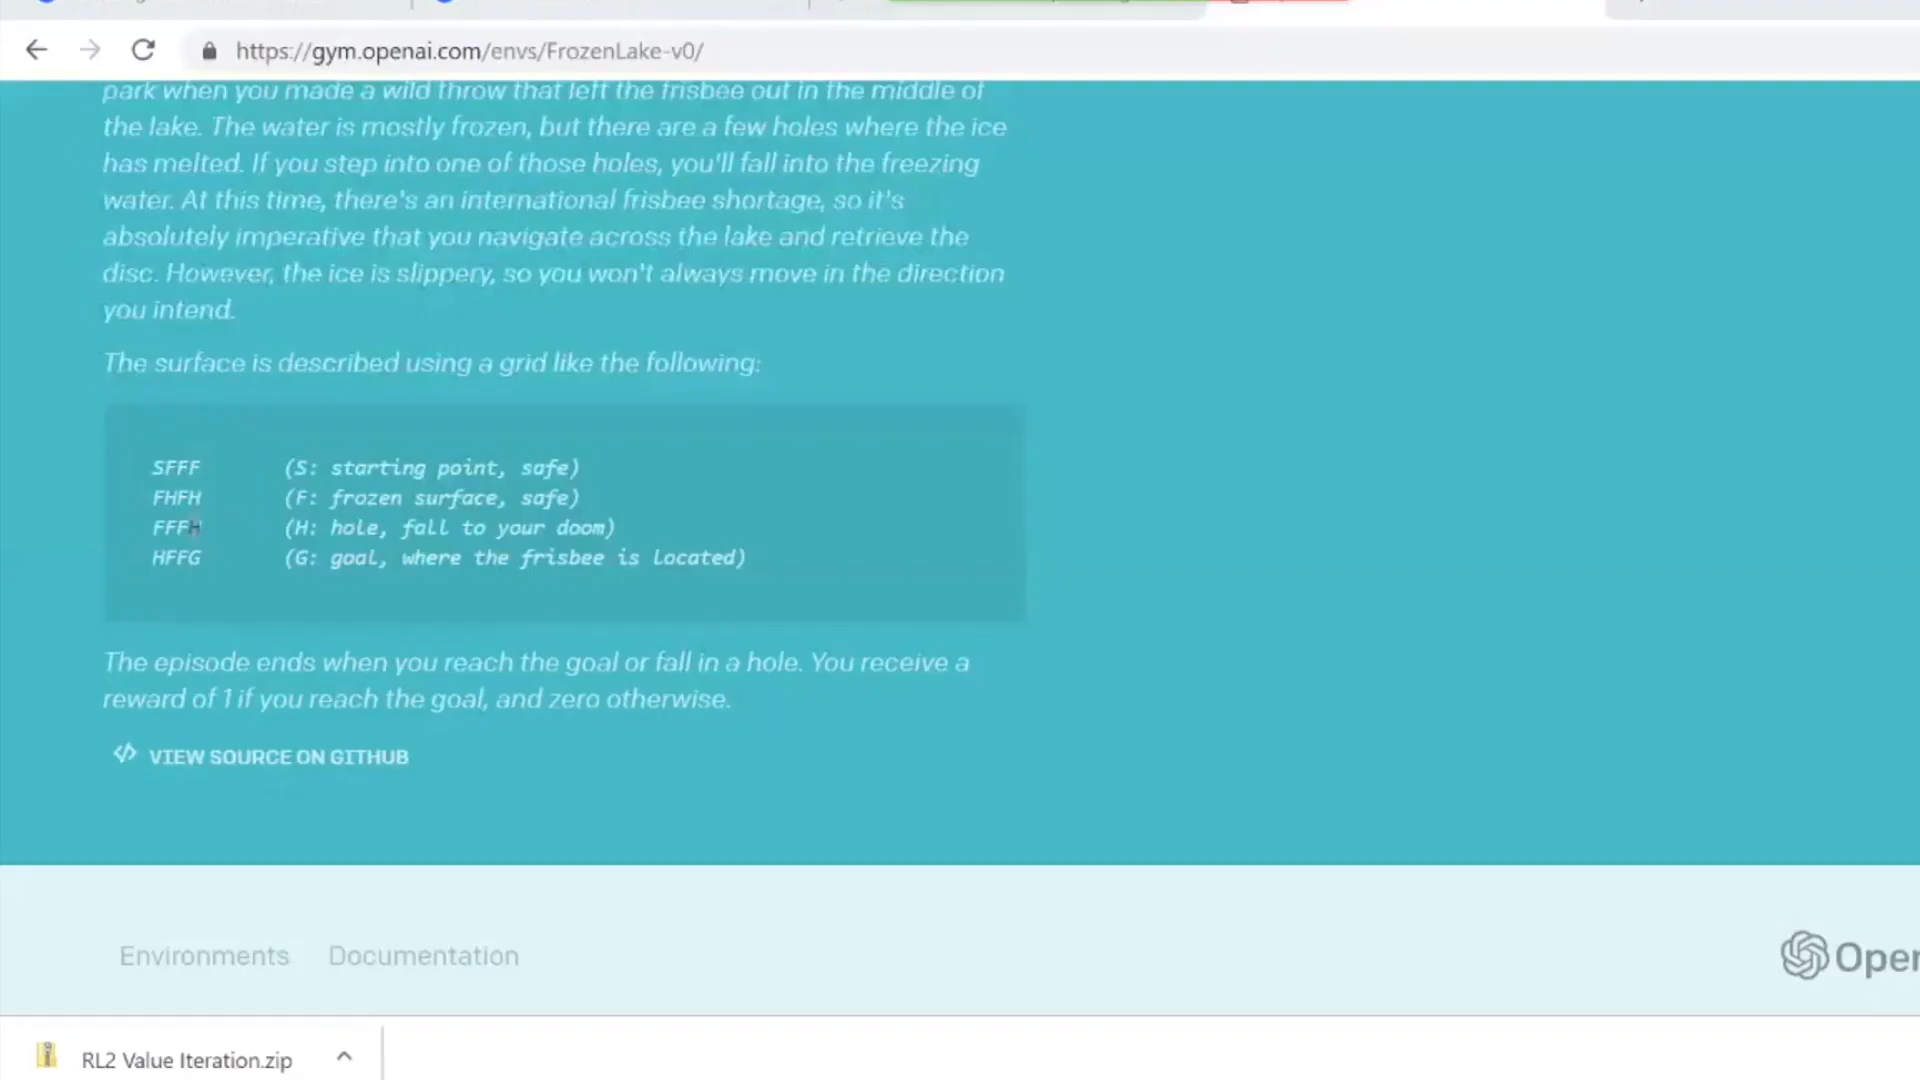 https://gym.openai.com/envs/FrozenLake-v0/
park when you made a wild throw that left the frisbee out in the middle of
the lake. The water is mostly frozen, but there are a few holes where the ice
has melted. If you step into one of those holes, you'll fall into the freezing
water. At this time, there's an international frisbee shortage, so it's
absolutely imperative that you navigate across the lake and retrieve the
disc. However, the ice is slippery, so you won't always move in the direction
you intend.
The surface is described using a grid like the following:
SFFF (S: starting point, safe)
FHFH (F: frozen surface, safe)
FFFH (H: hole, fall to your doom)
HFFG (G: goal, where the frisbee is located)
The episode ends when you reach the goal or fall in a hole. You receive a
reward of 1 if you reach the goal, and zero otherwise.
</> VIEW SOURCE ON GITHUB
Environments Documentation
Open
RL2 Value Iteration.zip